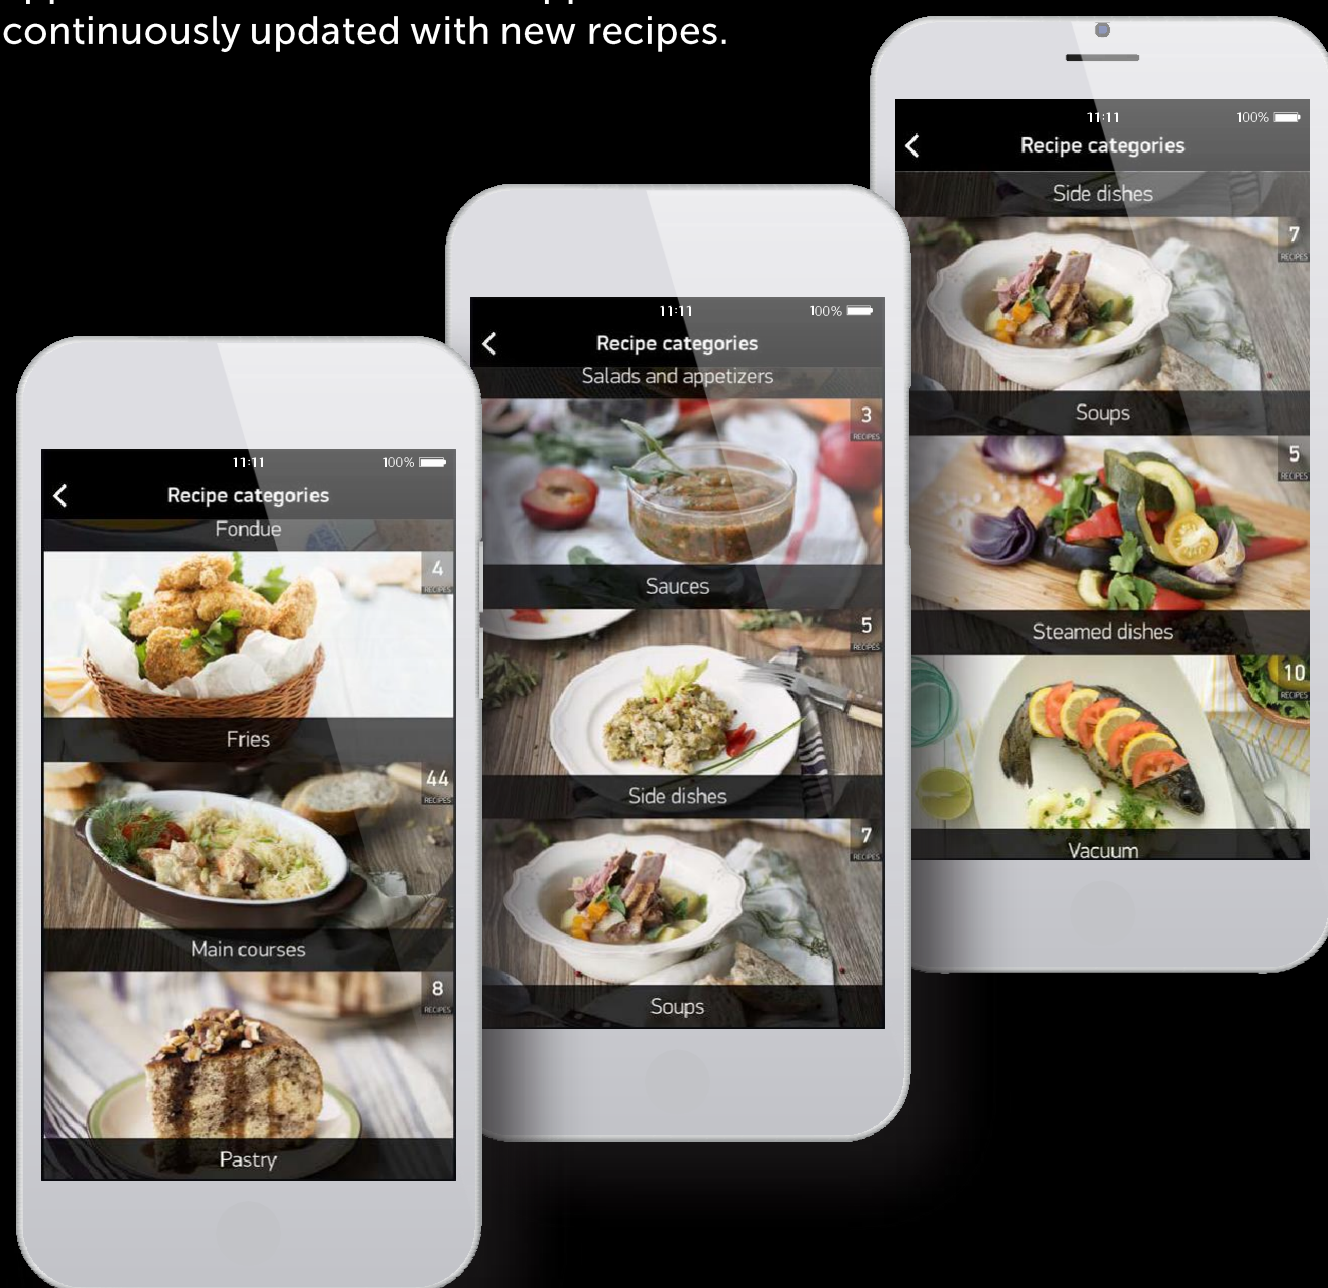 continuously updated with new recipes.
11:11 100%
Recipe categories
Fondue
4
RECIPES
Fries
44
RECIPES
Main courses
8
RECIPES
Pastry
11:11 100%
Recipe categories
Salads and appetizers
3
RECIPES
Sauces
5
RECIPES
Side dishes
7
RECIPES
Soups
11:11 100%
Recipe categories
Side dishes
7
RECIPES
Soups
5
RECIPES
Steamed dishes
10
RECIPES
Vacuum